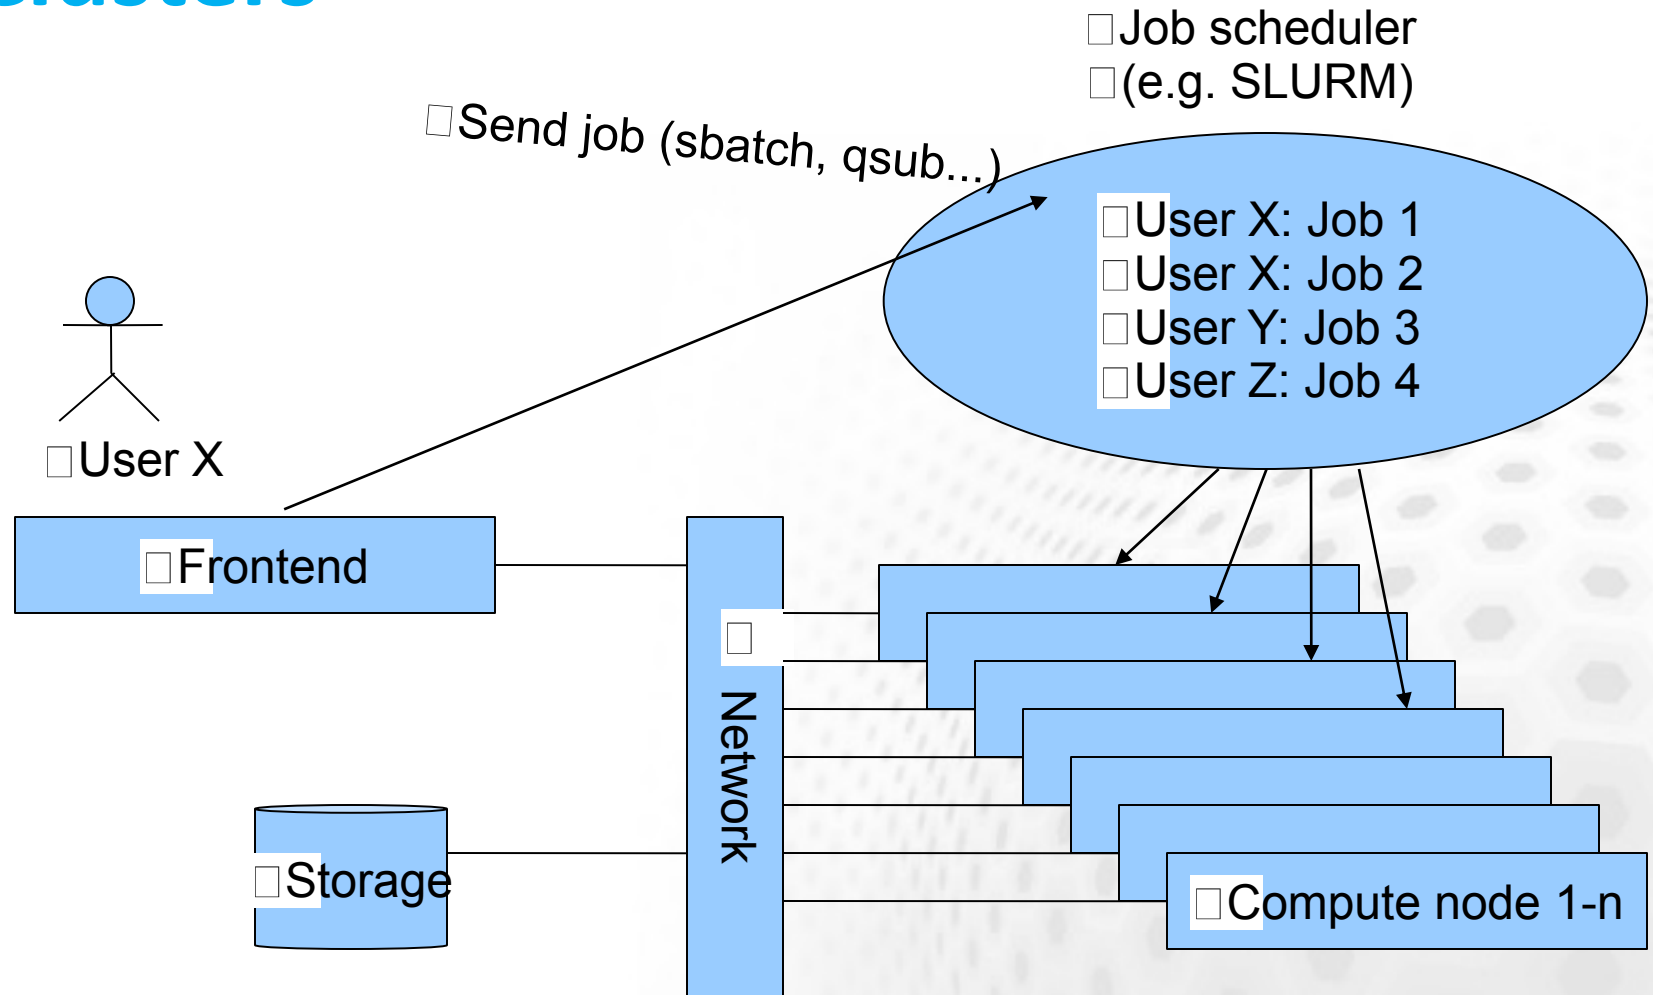 Job scheduler
(e.g. SLURM)
Send job (sbatch, qsub...)
User X: Job 1
User X: Job 2
User Y: Job 3
User Z: Job 4
User X
Frontend
Network
Storage
Compute node 1-n